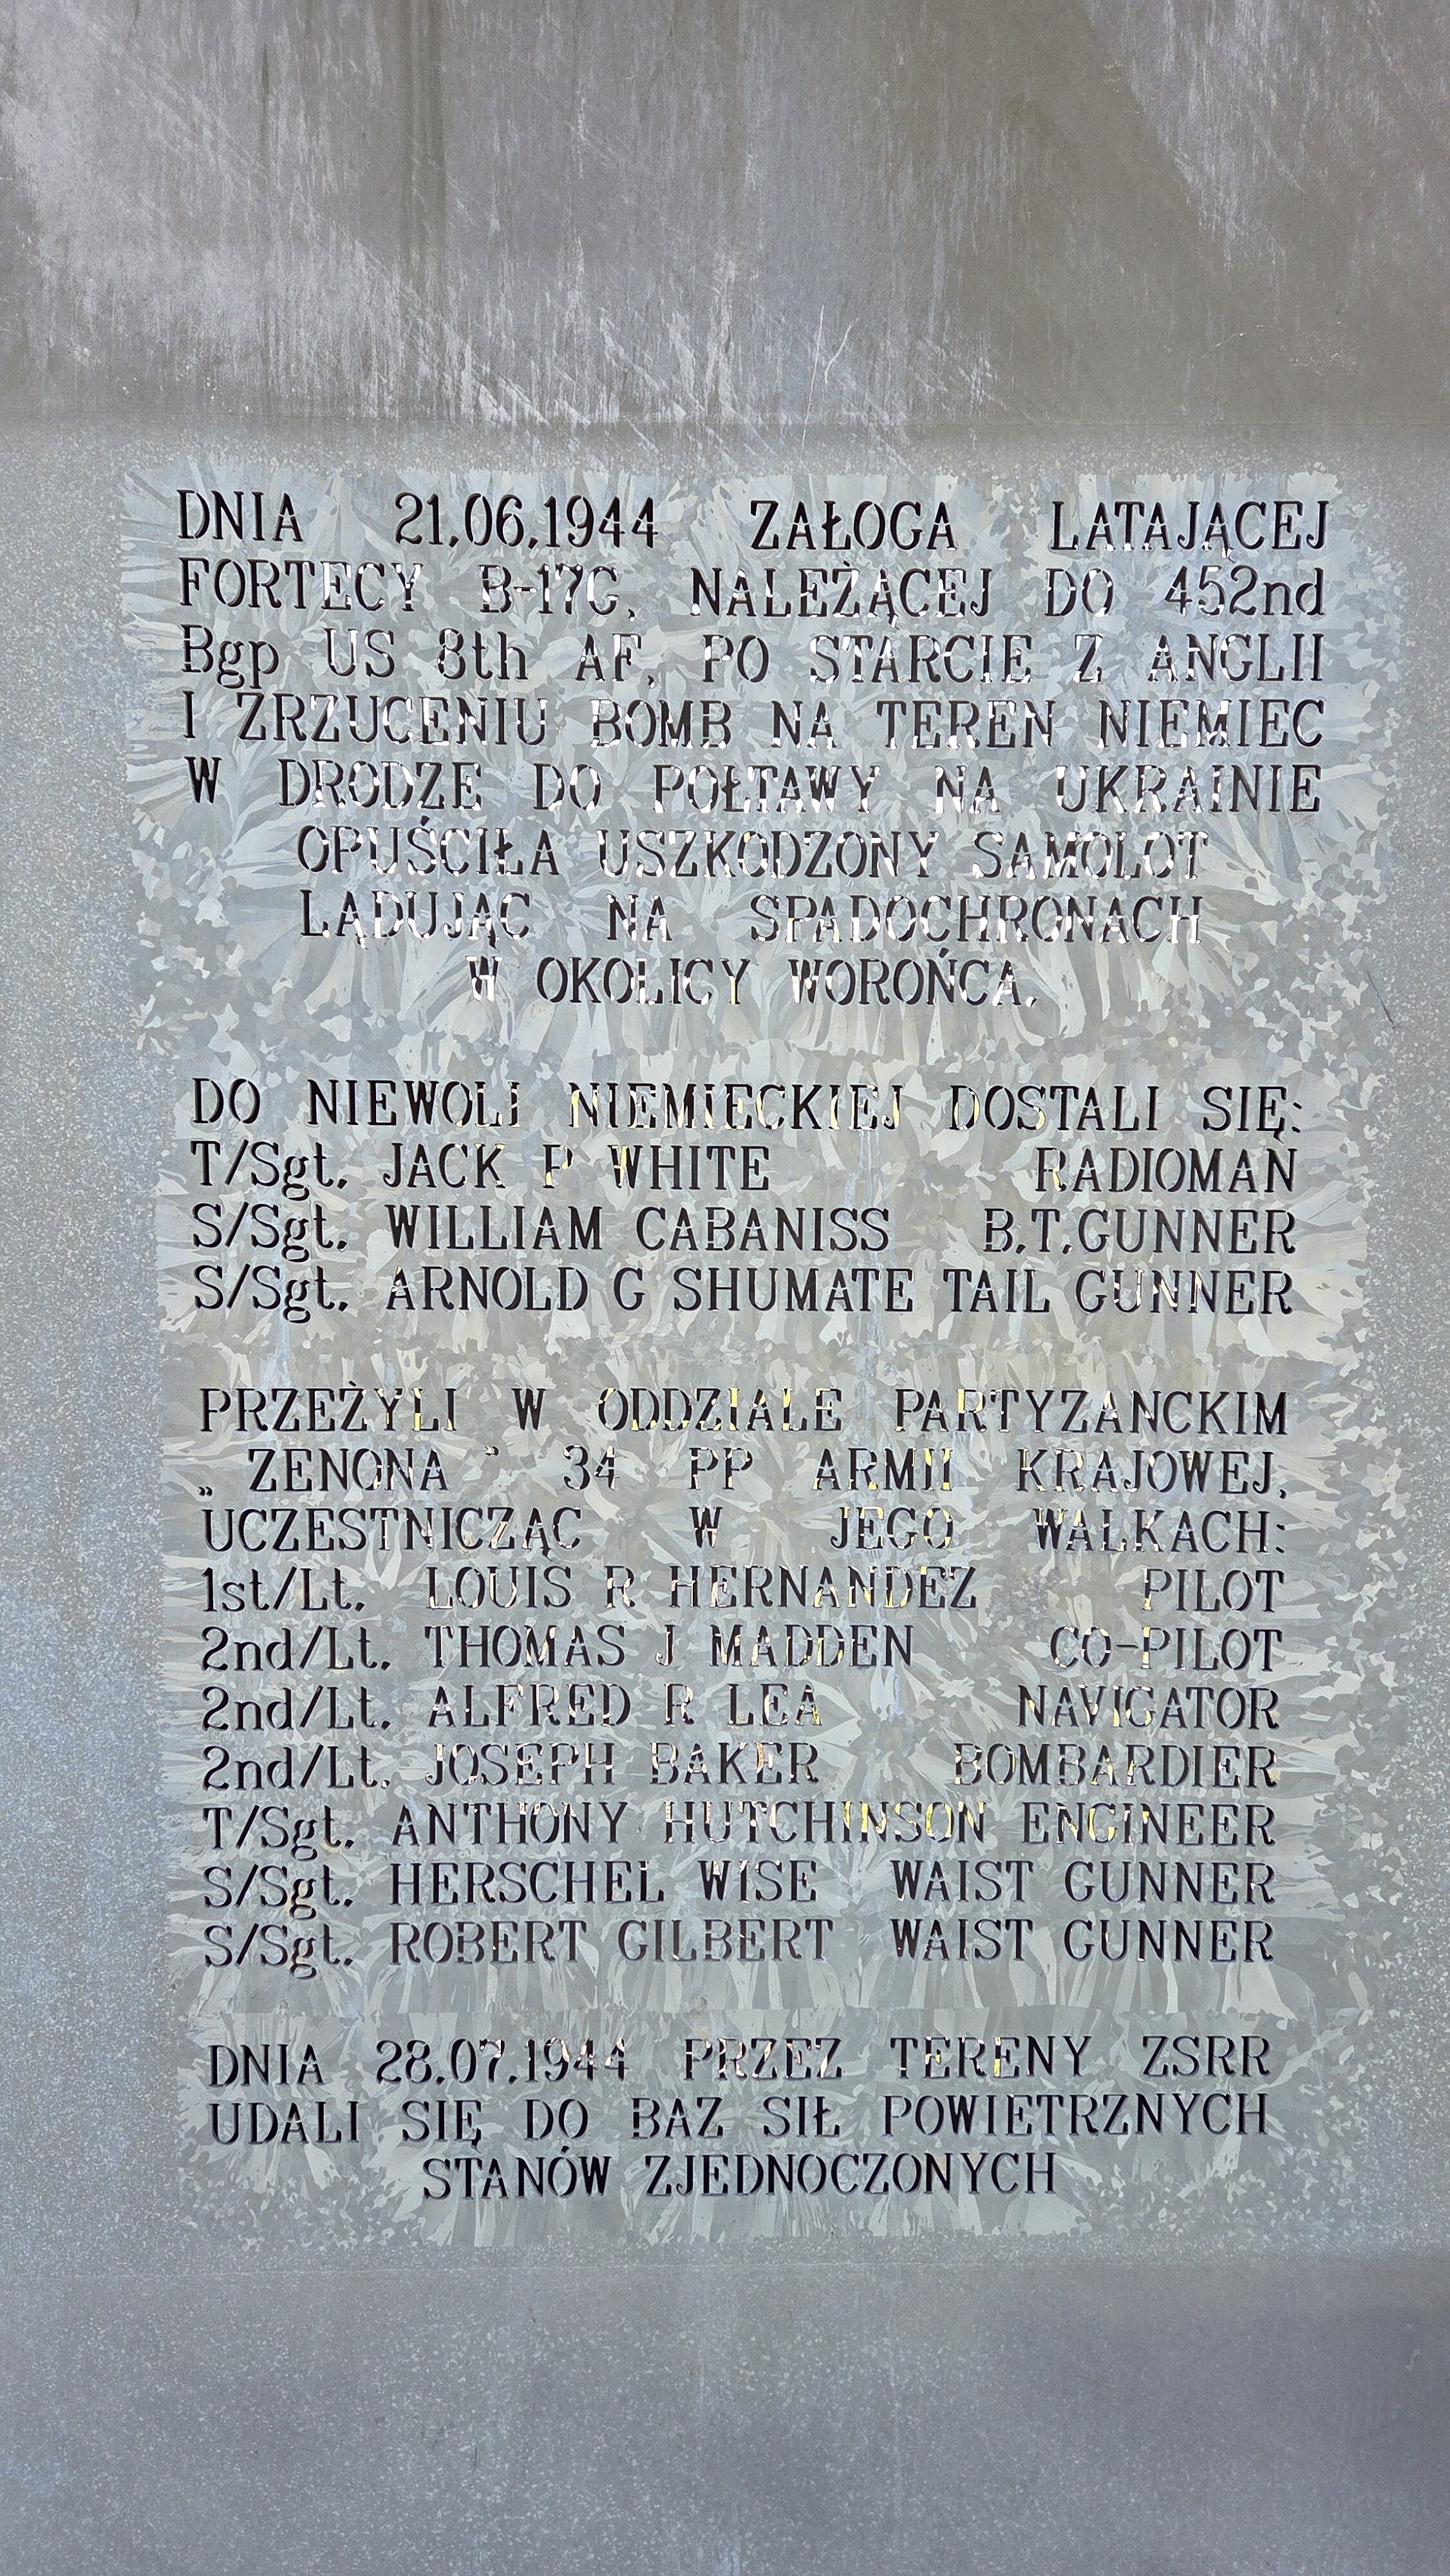 DNIA 21.06.1944 ZAŁOGA LATAJĄCEJ
FORTECY B-17G, NALEŻĄCEJ DO 452nd
Bgp US 8th AF, PO STARCIE Z ANGLII
I ZRZUCENIU BOMB NA TEREN NIEMIEC
W DRODZE DO POŁTAWY NA UKRAINIE
OPUŚCIŁA USZKODZONY SAMOLOT
LĄDUJĄC NA SPADOCHRONACH
W OKOLICY WOROŃCA.
DO NIEWOLI NIEMIECKIEJ DOSTALI SIĘ:
T/Sgt. JACK P WHITE RADIOMAN
S/Sgt. WILLIAM CABANISS B.T.GUNNER
S/Sgt. ARNOLD G SHUMATE TAIL GUNNER
PRZEŻYLI W ODDZIALE PARTYZANCKIM
„ ZENONA " 34 PP ARMII KRAJOWEJ,
UCZESTNICZĄC W JEGO WALKACH:
1st/Lt. LOUIS R HERNANDEZ PILOT
2nd/Lt. THOMAS J MADDEN CO-PILOT
2nd/Lt. ALFRED R LEA NAVIGATOR
2nd/Lt. JOSEPH BAKER BOMBARDIER
T/Sgt. ANTHONY HUTCHINSON ENGINEER
S/Sgt. HERSCHEL WISE WAIST GUNNER
S/Sgt. ROBERT GILBERT WAIST GUNNER
DNIA 28.07.1944 PRZEZ TERENY ZSRR
UDALI SIĘ DO BAZ SIŁ POWIETRZNYCH
STANÓW ZJEDNOCZONYCH